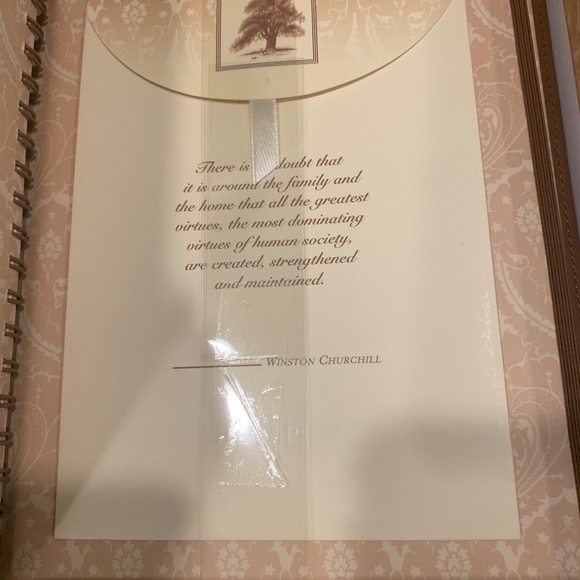 There is doubt that
it is around the family and
the home that all the greatest
virtues, the most dominating
virtues of human society,
are created, strengthened
and maintained.
Winston Churchill